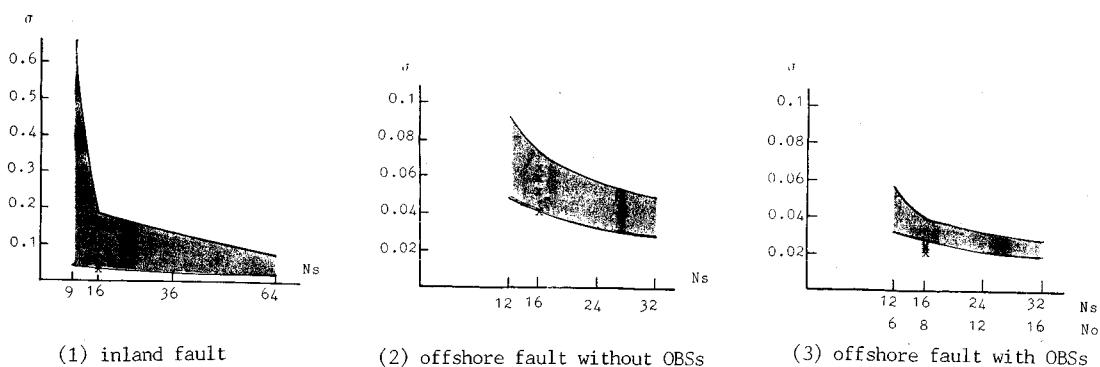 σ
0.6
0.5
0.4
0.3
0.2
0.1
9 16 36 64
Ns
(1) inland fault
σ
0.1
0.08
0.06
0.04
0.02
12 16 24 32
Ns
(2) offshore fault without OBSs
σ
0.1
0.08
0.06
0.04
0.02
12 16 24 32 Ns
6 8 12 16 No
(3) offshore fault with OBSs